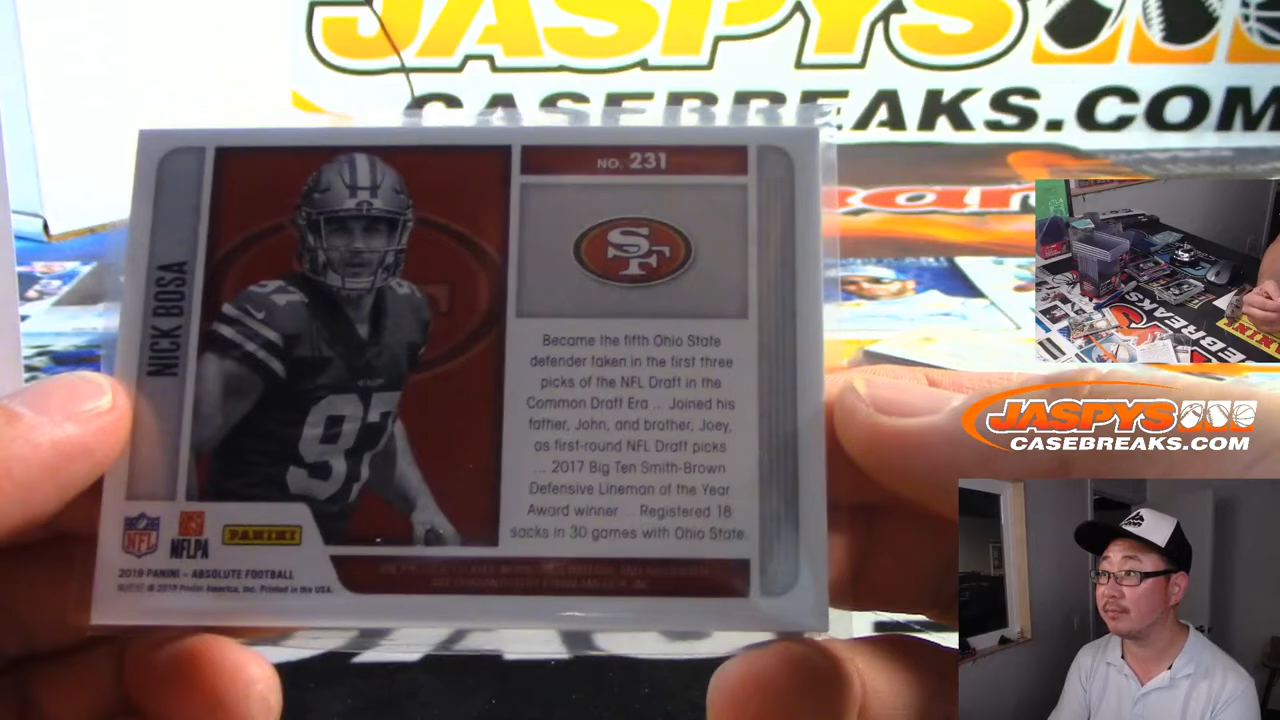 JASPYS
CASEBREAKS.COM
NO. 231
SF
NICK BOSA
97
97
Became the fifth Ohio State
defender taken in the first three
picks of the NFL Draft in the
Common Draft Era ... Joined his
father, John, and brother, Joey,
as first-round NFL Draft picks
... 2017 Big Ten Smith-Brown
Defensive Lineman of the Year
Award winner ... Registered 18
sacks in 30 games with Ohio State.
NFL
NFLPA
PANINI
2019 PANINI – ABSOLUTE FOOTBALL
© 2019 Panini America, Inc. Printed in the USA.
JASPYS
CASEBREAKS.COM